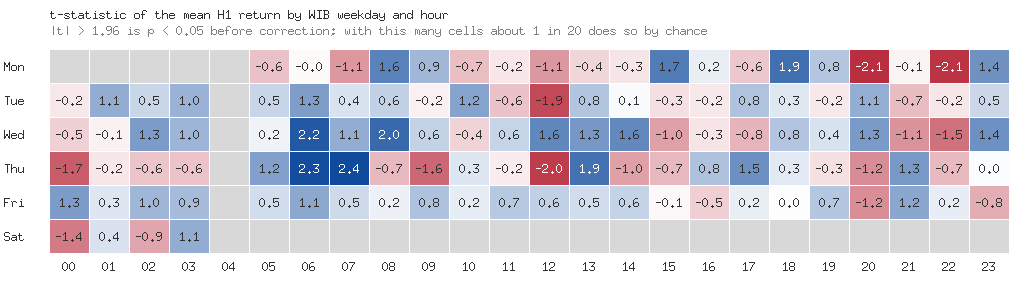 t-statistic of the mean H1 return by WIB weekday and hour
|t| > 1.96 is p < 0.05 before correction; with this many cells about 1 in 20 does so by chance
Mon -0.6 -0.0 -1.1 1.6 0.9 -0.7 -0.2 -1.1 -0.4 -0.3 1.7 0.2 -0.6 1.9 0.8 -2.1 -0.1 -2.1 1.4
Tue -0.2 1.1 0.5 1.0 0.5 1.3 0.4 0.6 -0.2 1.2 -0.6 -1.9 0.8 0.1 -0.3 -0.2 0.8 0.3 -0.2 1.1 -0.7 -0.2 0.5
Wed -0.5 -0.1 1.3 1.0 0.2 2.2 1.1 2.0 0.6 -0.4 0.6 1.6 1.3 1.6 -1.0 -0.3 -0.8 0.8 0.4 1.3 -1.1 -1.5 1.4
Thu -1.7 -0.2 -0.6 -0.6 1.2 2.3 2.4 -0.7 -1.6 0.3 -0.2 -2.0 1.9 -1.0 -0.7 0.8 1.5 0.3 -0.3 -1.2 1.3 -0.7 0.0
Fri 1.3 0.3 1.0 0.9 0.5 1.1 0.5 0.2 0.8 0.2 0.7 0.6 0.5 0.6 -0.1 -0.5 0.2 0.0 0.7 -1.2 1.2 0.2 -0.8
Sat -1.4 0.4 -0.9 1.1
00 01 02 03 04 05 06 07 08 09 10 11 12 13 14 15 16 17 18 19 20 21 22 23